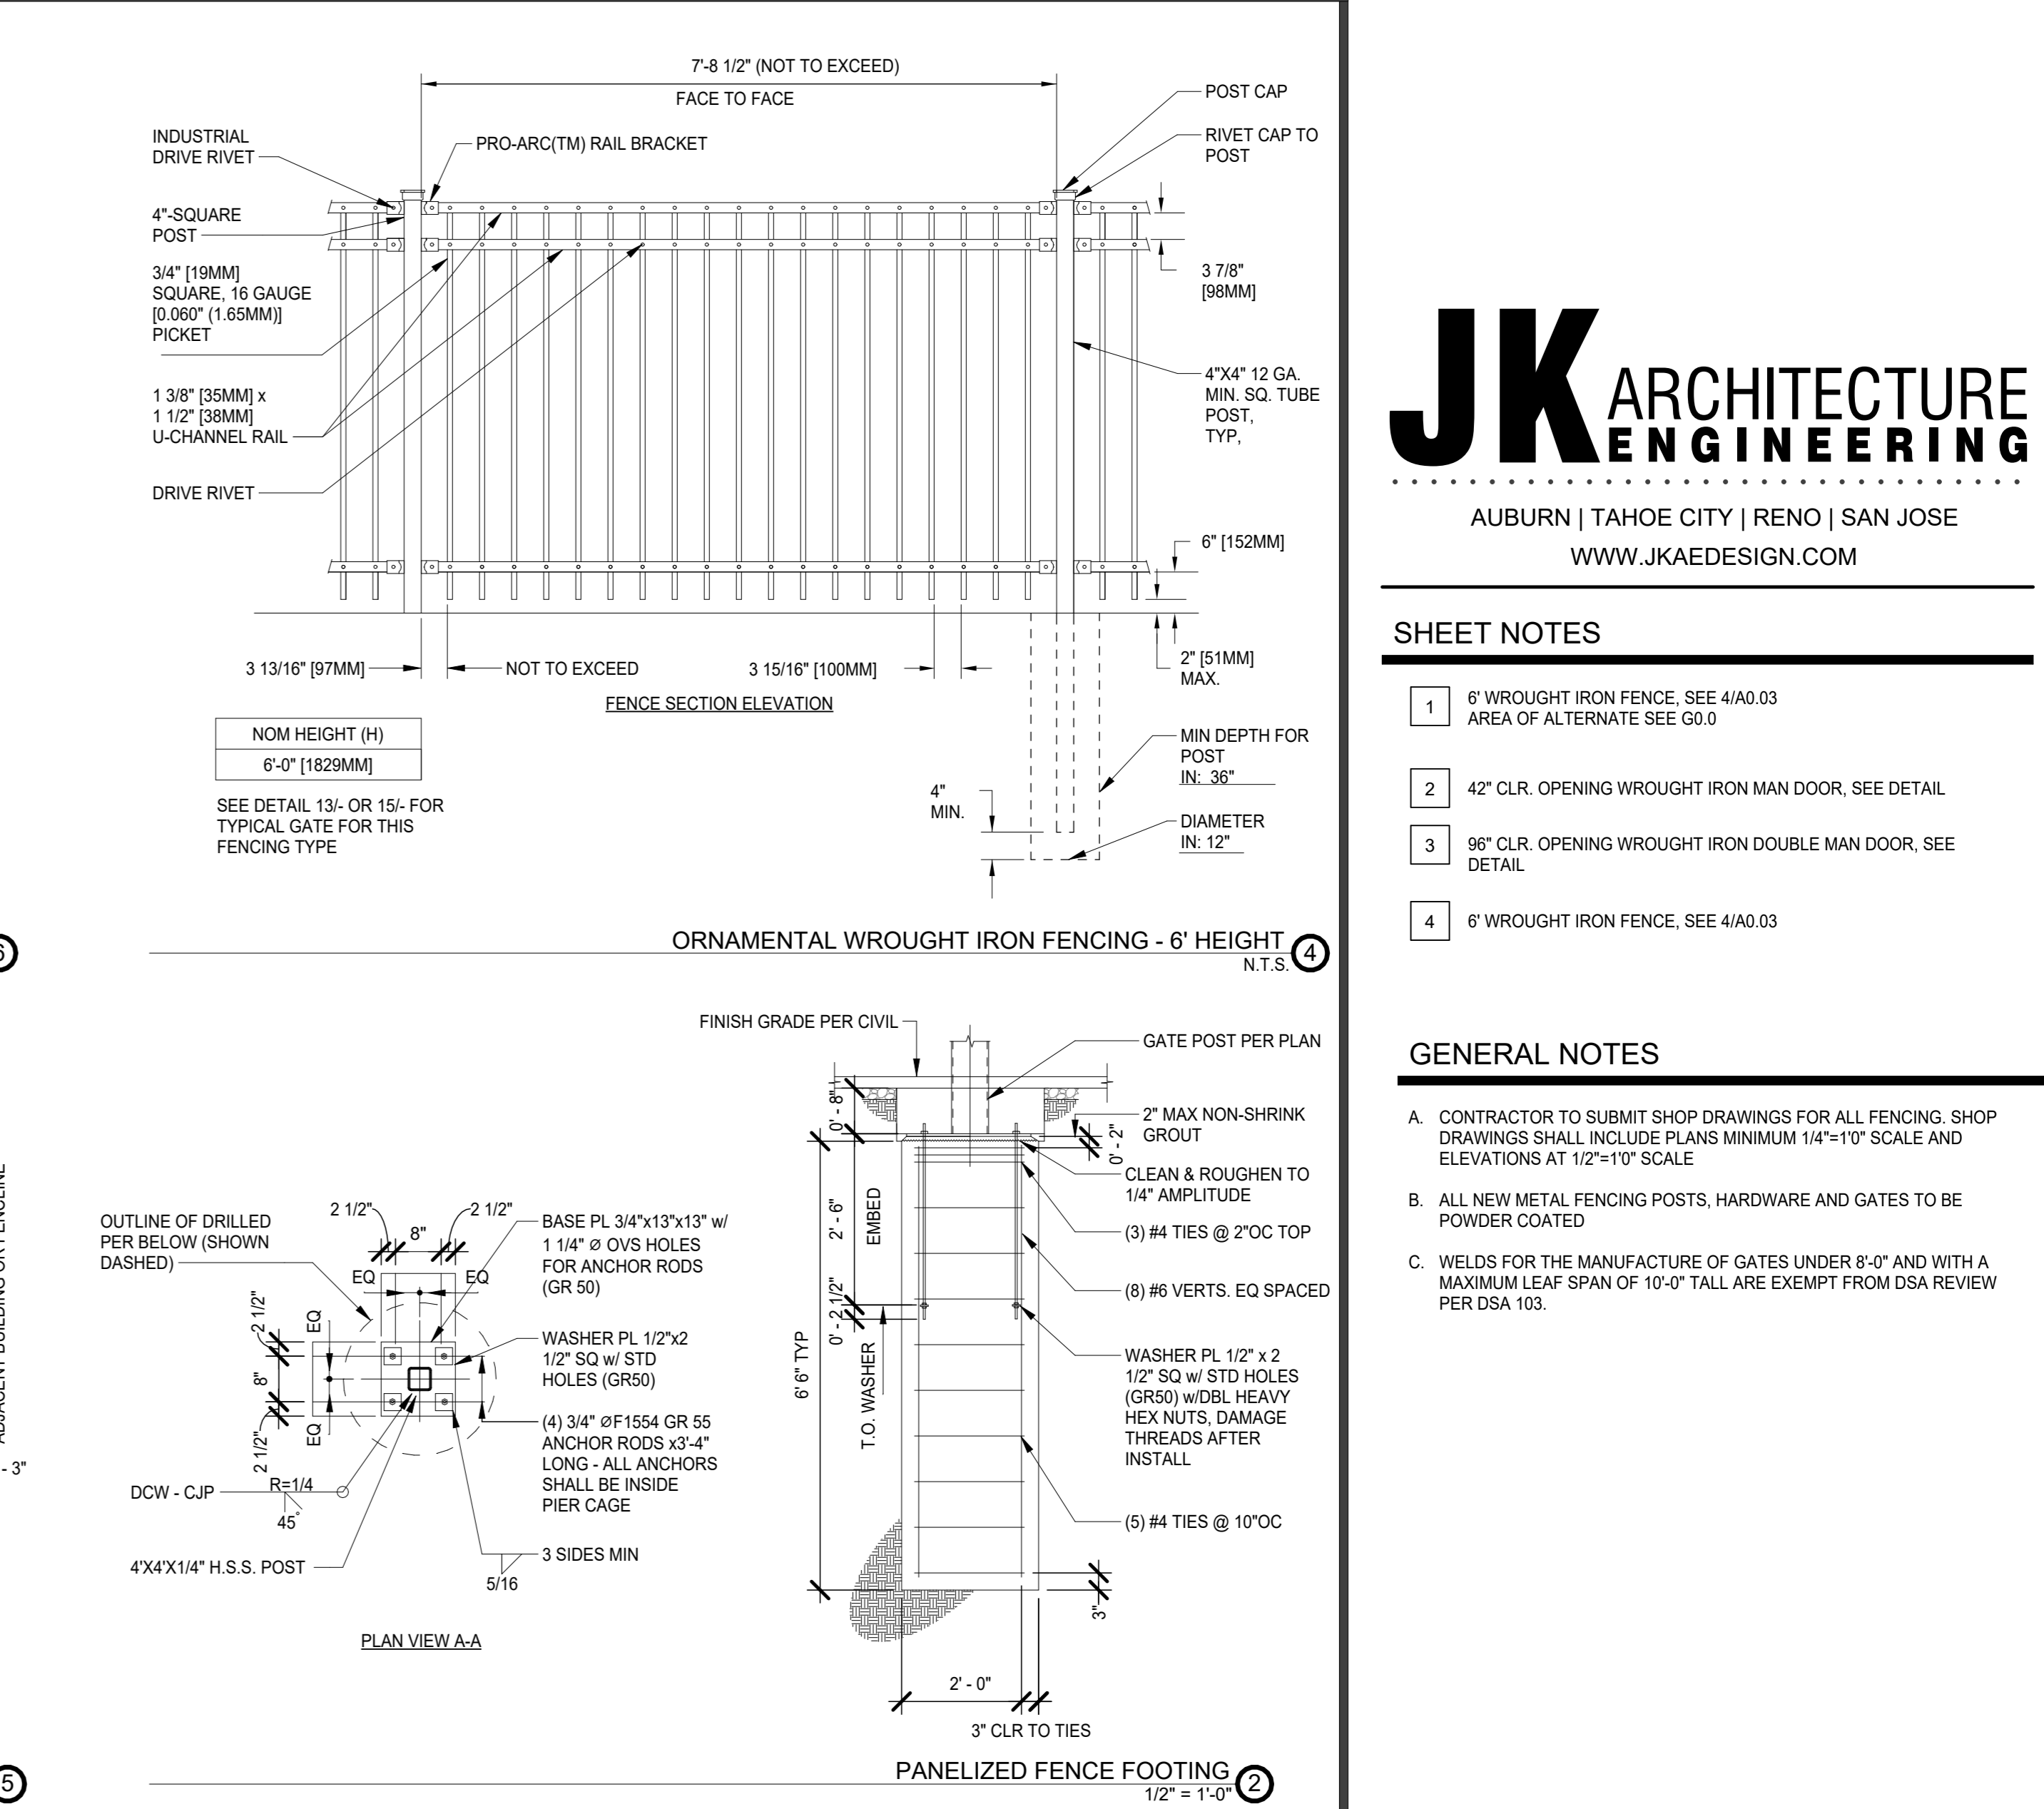 7'-8 1/2" (NOT TO EXCEED)
FACE TO FACE
POST CAP
RIVET CAP TO
POST
INDUSTRIAL
DRIVE RIVET
PRO-ARC(TM) RAIL BRACKET
4"-SQUARE
POST
3/4" [19MM]
SQUARE, 16 GAUGE
[0.060" (1.65MM)]
PICKET
3 7/8"
[98MM]
1 3/8" [35MM] x
1 1/2" [38MM]
U-CHANNEL RAIL
4"X4" 12 GA.
MIN. SQ. TUBE
POST,
TYP,
DRIVE RIVET
6" [152MM]
3 13/16" [97MM]
NOT TO EXCEED
3 15/16" [100MM]
2" [51MM]
MAX.
FENCE SECTION ELEVATION
NOM HEIGHT (H)
6'-0" [1829MM]
SEE DETAIL 13/- OR 15/- FOR
TYPICAL GATE FOR THIS
FENCING TYPE
MIN DEPTH FOR
POST
IN: 36"
4"
MIN.
DIAMETER
IN: 12"
ORNAMENTAL WROUGHT IRON FENCING - 6' HEIGHT
4
N.T.S.
FINISH GRADE PER CIVIL
GATE POST PER PLAN
0' - 8"
2" MAX NON-SHRINK
GROUT
0' - 2"
CLEAN & ROUGHEN TO
1/4" AMPLITUDE
2' - 6"
EMBED
(3) #4 TIES @ 2"OC TOP
(8) #6 VERTS. EQ SPACED
0' - 2 1/2"
T.O. WASHER
6' 6" TYP
WASHER PL 1/2" x 2
1/2" SQ w/ STD HOLES
(GR50) w/DBL HEAVY
HEX NUTS, DAMAGE
THREADS AFTER
INSTALL
(5) #4 TIES @ 10"OC
3"
2' - 0"
3" CLR TO TIES
OUTLINE OF DRILLED
PER BELOW (SHOWN
DASHED)
2 1/2"
8"
2 1/2"
EQ
EQ
BASE PL 3/4"x13"x13" w/
1 1/4" Ø OVS HOLES
FOR ANCHOR RODS
(GR 50)
2 1/2"
EQ
8"
2 1/2"
EQ
WASHER PL 1/2"x2
1/2" SQ w/ STD
HOLES (GR50)
(4) 3/4" ØF1554 GR 55
ANCHOR RODS x3'-4"
LONG - ALL ANCHORS
SHALL BE INSIDE
PIER CAGE
DCW - CJP
R=1/4
45°
4'X4'X1/4" H.S.S. POST
3 SIDES MIN
5/16
PLAN VIEW A-A
- 3"
5
PANELIZED FENCE FOOTING
2
1/2" = 1'-0"
JK ARCHITECTURE
ENGINEERING
AUBURN | TAHOE CITY | RENO | SAN JOSE
WWW.JKAEDESIGN.COM
SHEET NOTES
1 6' WROUGHT IRON FENCE, SEE 4/A0.03
AREA OF ALTERNATE SEE G0.0
2 42" CLR. OPENING WROUGHT IRON MAN DOOR, SEE DETAIL
3 96" CLR. OPENING WROUGHT IRON DOUBLE MAN DOOR, SEE
DETAIL
4 6' WROUGHT IRON FENCE, SEE 4/A0.03
GENERAL NOTES
A. CONTRACTOR TO SUBMIT SHOP DRAWINGS FOR ALL FENCING. SHOP
DRAWINGS SHALL INCLUDE PLANS MINIMUM 1/4"=1'0" SCALE AND
ELEVATIONS AT 1/2"=1'0" SCALE
B. ALL NEW METAL FENCING POSTS, HARDWARE AND GATES TO BE
POWDER COATED
C. WELDS FOR THE MANUFACTURE OF GATES UNDER 8'-0" AND WITH A
MAXIMUM LEAF SPAN OF 10'-0" TALL ARE EXEMPT FROM DSA REVIEW
PER DSA 103.